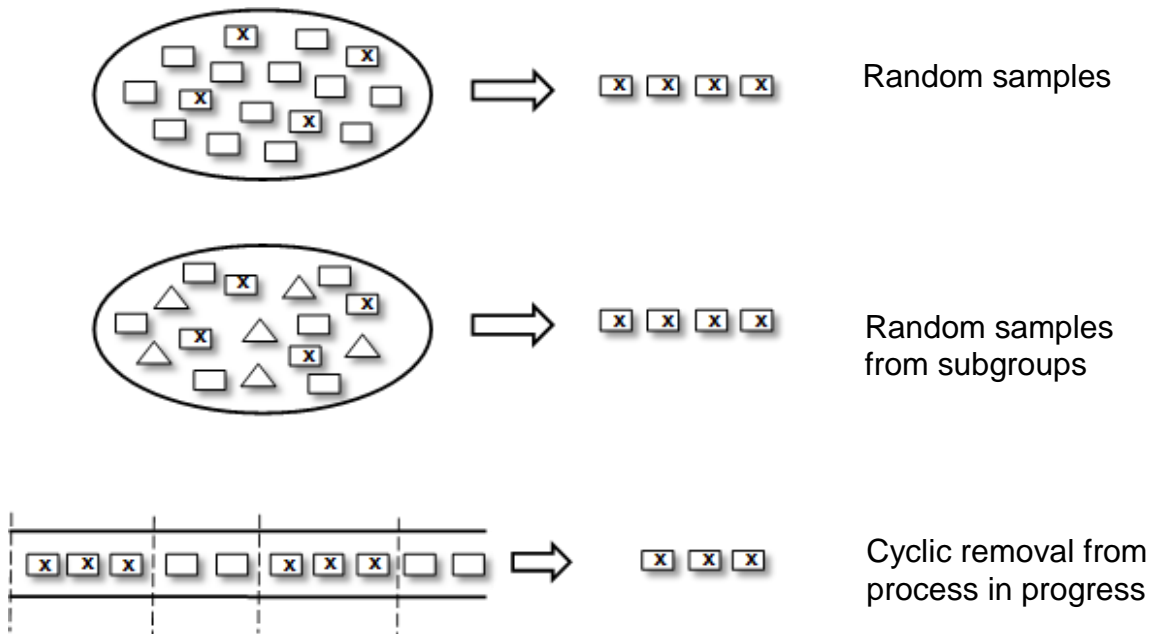 x x x x x x x x
Random samples
x x x x x x x x
Random samples
from subgroups
x x x x x x x x x
Cyclic removal from
process in progress